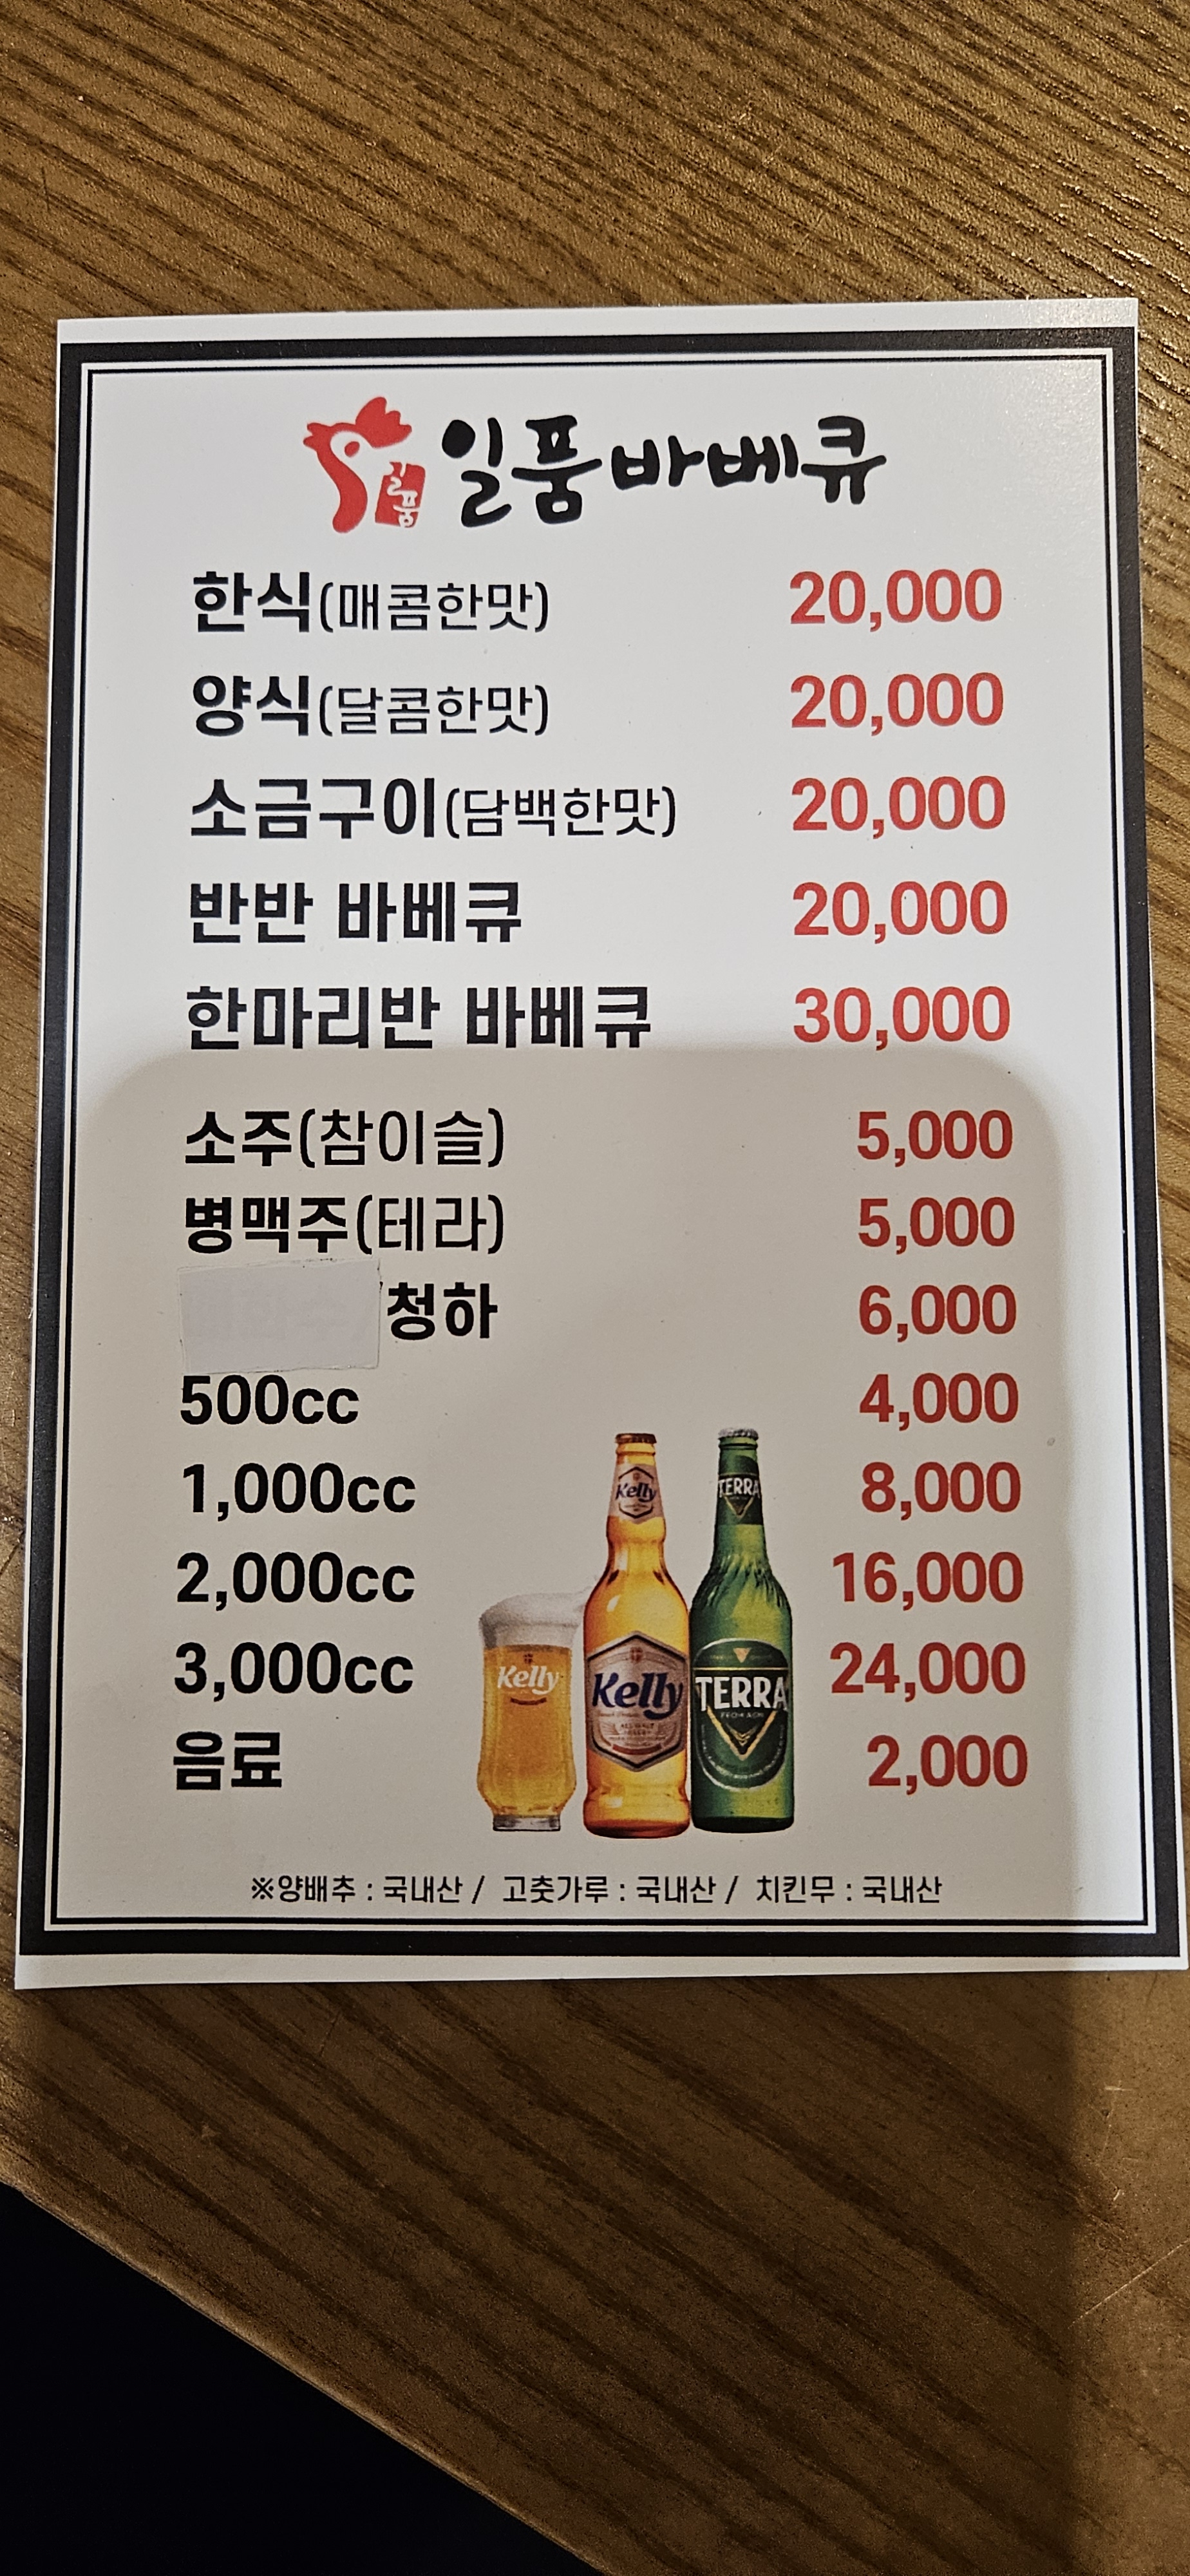 일품
일품바베큐
한식(매콤한맛) 20,000
양식(달콤한맛) 20,000
소금구이(담백한맛) 20,000
반반 바베큐 20,000
한마리반 바베큐 30,000
소주(참이슬) 5,000
병맥주(테라) 5,000
청하 6,000
500cc 4,000
1,000cc 8,000
2,000cc 16,000
3,000cc 24,000
음료 2,000
Kelly
TERRA
Kelly
Kelly
TERRA
※양배추 : 국내산 / 고춧가루 : 국내산 / 치킨무 : 국내산